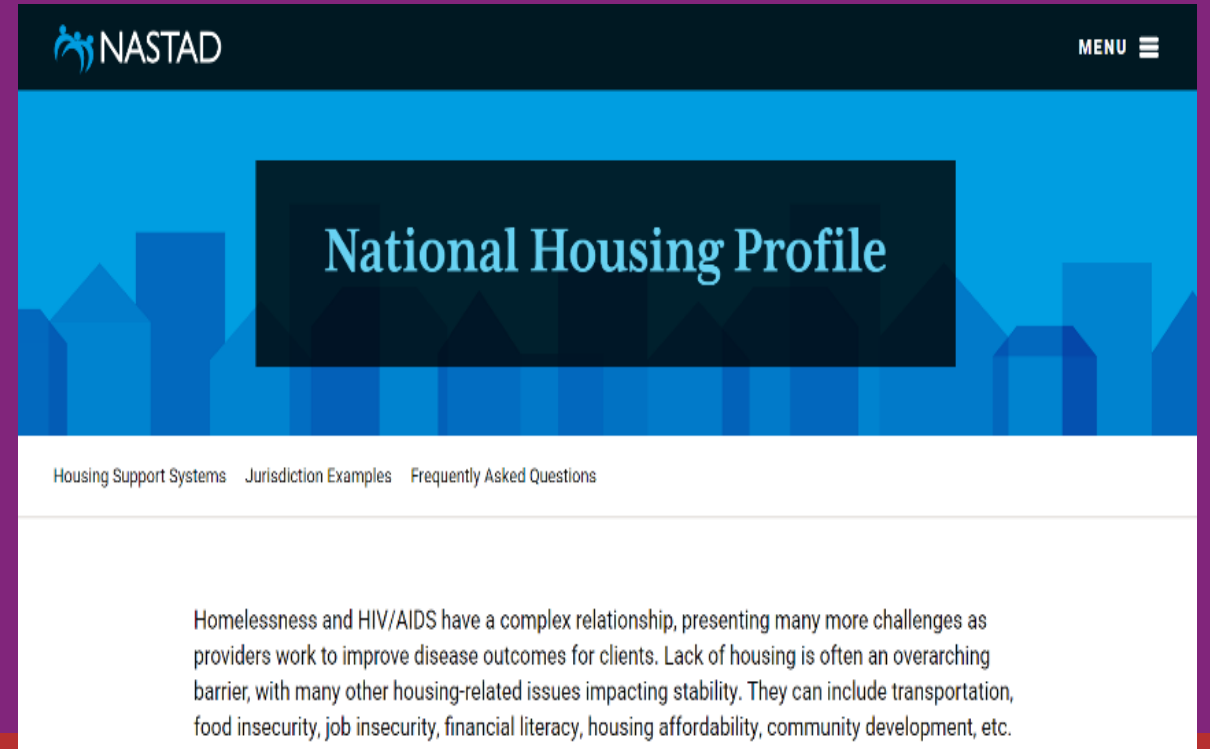 NASTAD
MENU
National Housing Profile
Housing Support Systems Jurisdiction Examples Frequently Asked Questions
Homelessness and HIV/AIDS have a complex relationship, presenting many more challenges as
providers work to improve disease outcomes for clients. Lack of housing is often an overarching
barrier, with many other housing-related issues impacting stability. They can include transportation,
food insecurity, job insecurity, financial literacy, housing affordability, community development, etc.